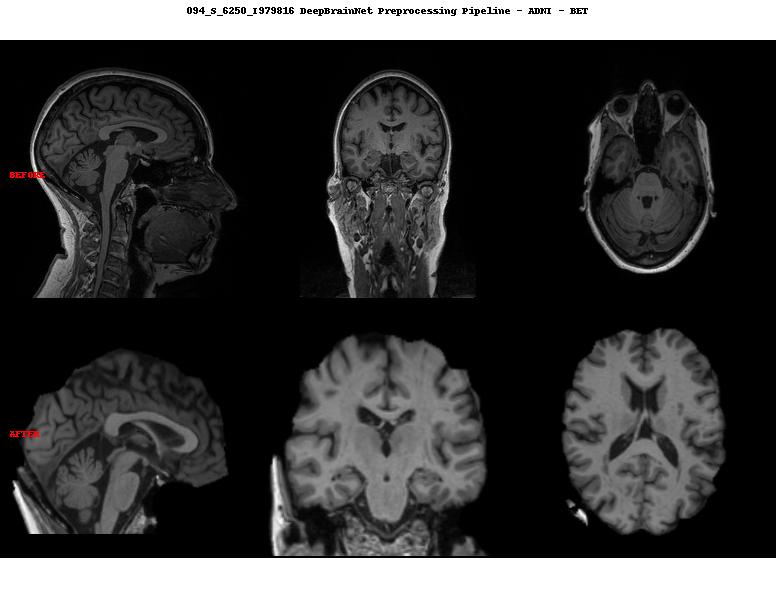 094_S_6250_I979816 DeepBrainNet Preprocessing Pipeline - ADNI - BET
BEFORE
AFTER